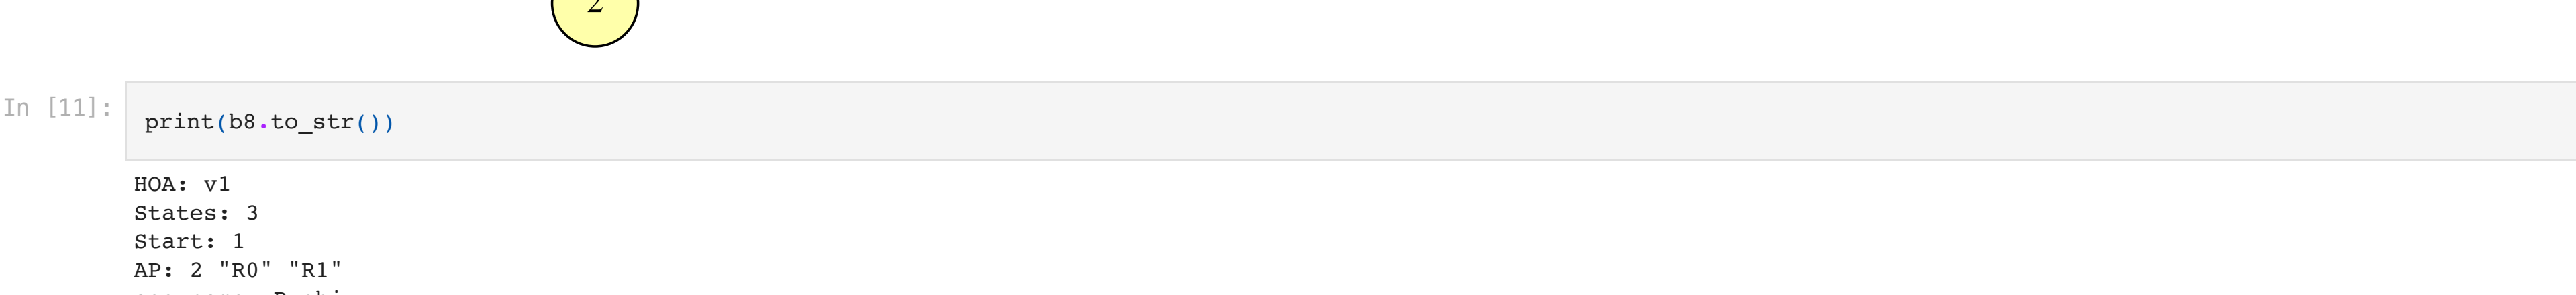 2
In [11]:
print(b8.to_str())
HOA: v1
States: 3
Start: 1
AP: 2 "R0" "R1"